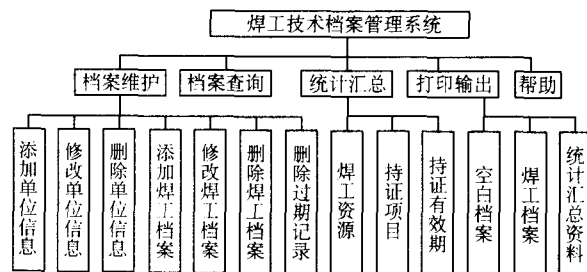 焊工技术档案管理系统
档案维护
档案查询
统计汇总
打印输出
帮助
添加单位信息
修改单位信息
删除单位信息
添加焊工档案
修改焊工档案
删除焊工档案
删除过期记录
焊工资源
持证项目
持证有效期
空白档案
焊工档案
统计汇总资料